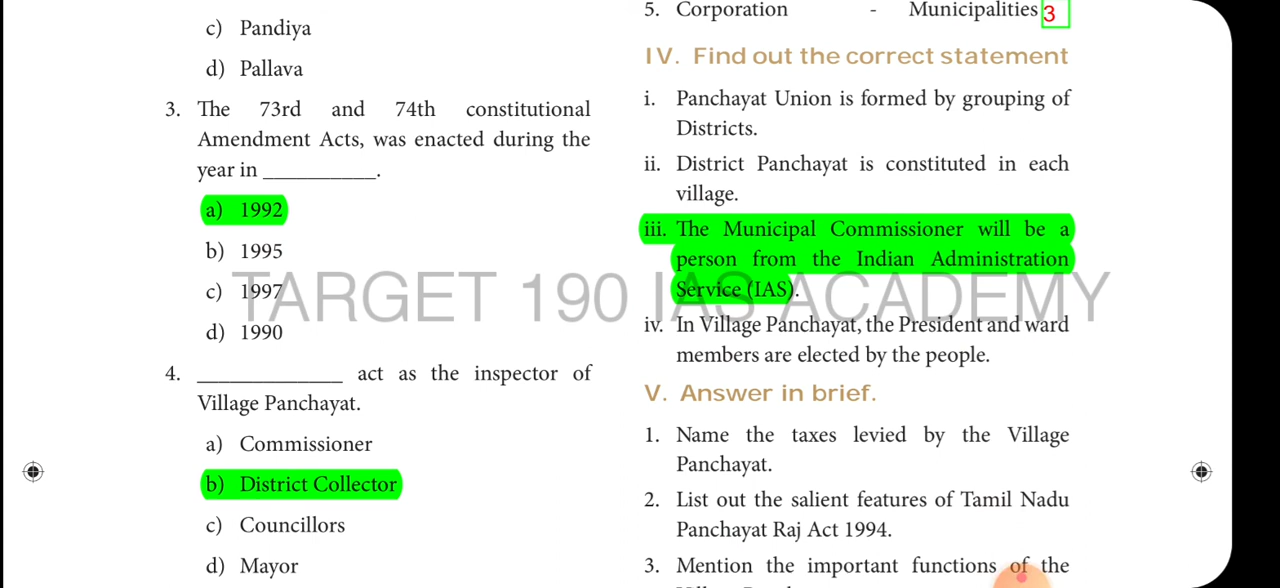 c) Pandiya
d) Pallava
3. The 73rd and 74th constitutional
Amendment Acts, was enacted during the
year in __________.
a) 1992
b) 1995
c) 1997
d) 1990
4. _____________ act as the inspector of
Village Panchayat.
a) Commissioner
b) District Collector
c) Councillors
d) Mayor
5. Corporation - Municipalities 3
IV. Find out the correct statement
i. Panchayat Union is formed by grouping of
Districts.
ii. District Panchayat is constituted in each
village.
iii. The Municipal Commissioner will be a
person from the Indian Administration
Service (IAS).
iv. In Village Panchayat, the President and ward
members are elected by the people.
V. Answer in brief.
1. Name the taxes levied by the Village
Panchayat.
2. List out the salient features of Tamil Nadu
Panchayat Raj Act 1994.
3. Mention the important functions of the
TARGET 190 IAS ACADEMY